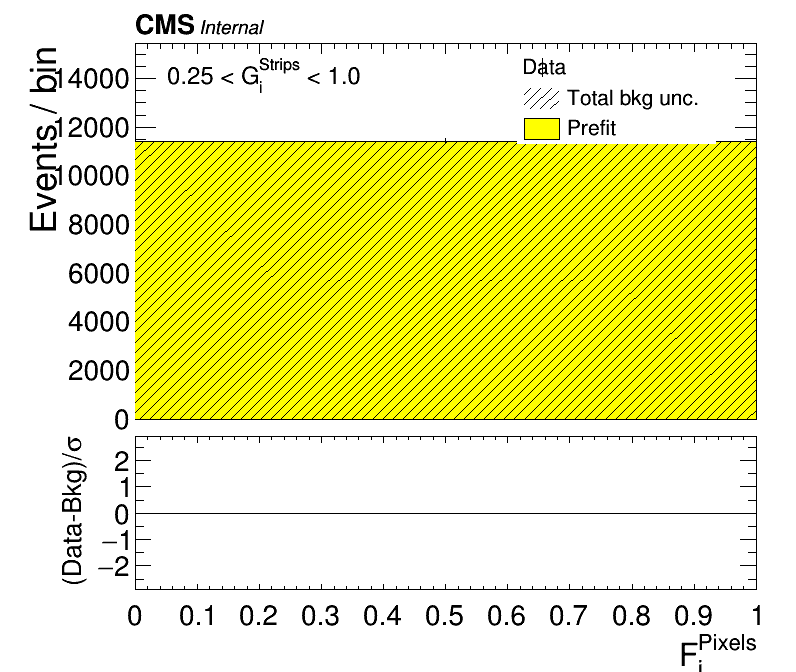 CMS Internal
Events / bin
14000
12000
10000
8000
6000
4000
2000
0
0.25 < G_i^Strips < 1.0
Data
Total bkg unc.
Prefit
(Data-Bkg)/σ
2
1
0
−1
−2
0 0.1 0.2 0.3 0.4 0.5 0.6 0.7 0.8 0.9 1
F_i^Pixels